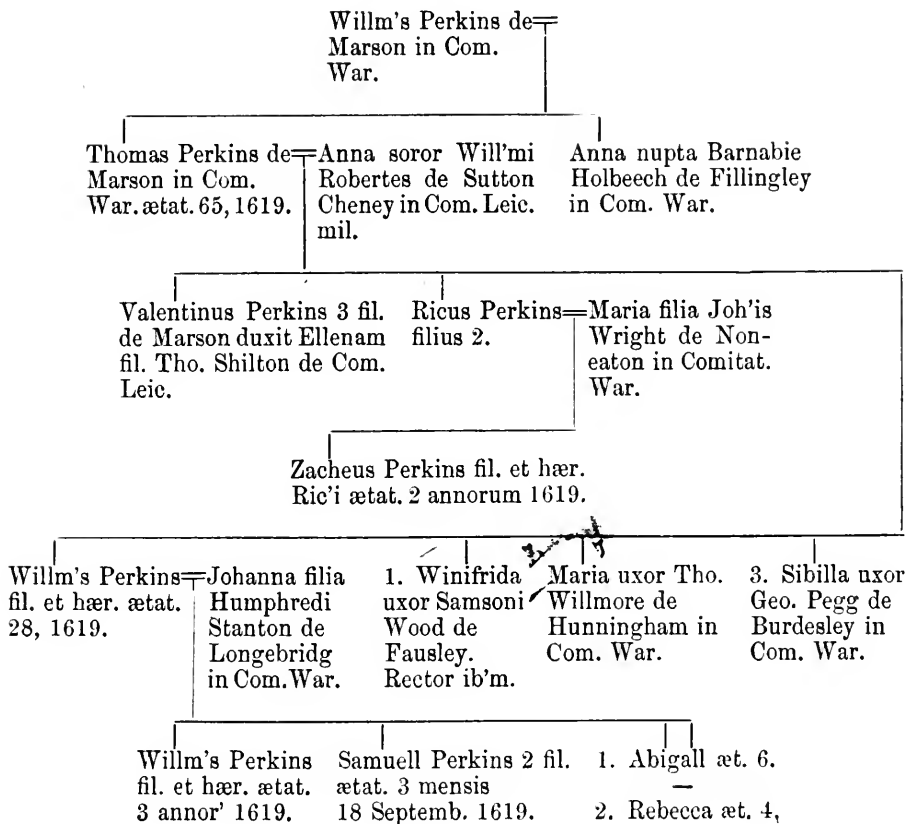 Willm's Perkins de
Marson in Com.
War.
Thomas Perkins de
Marson in Com.
War. ætat. 65, 1619.
Anna soror Will'mi
Robertes de Sutton
Cheney in Com. Leic.
mil.
Anna nupta Barnabie
Holbeech de Fillingley
in Com. War.
Valentinus Perkins 3 fil.
de Marson duxit Ellenam
fil. Tho. Shilton de Com.
Leic.
Ricus Perkins
filius 2.
Maria filia Joh'is
Wright de Non-
eaton in Comitat.
War.
Zacheus Perkins fil. et hær.
Ric'i ætat. 2 annorum 1619.
Willm's Perkins
fil. et hær. ætat.
28, 1619.
Johanna filia
Humphredi
Stanton de
Longebridg
in Com. War.
1. Winifrida
uxor Samsoni
Wood de
Fausley.
Rector ib'm.
Maria uxor Tho.
Willmore de
Hunningham in
Com. War.
3. Sibilla uxor
Geo. Pegg de
Burdesley in
Com. War.
Willm's Perkins
fil. et hær. ætat.
3 annor' 1619.
Samuell Perkins 2 fil.
ætat. 3 mensis
18 Septemb. 1619.
1. Abigall æt. 6.
2. Rebecca æt. 4,